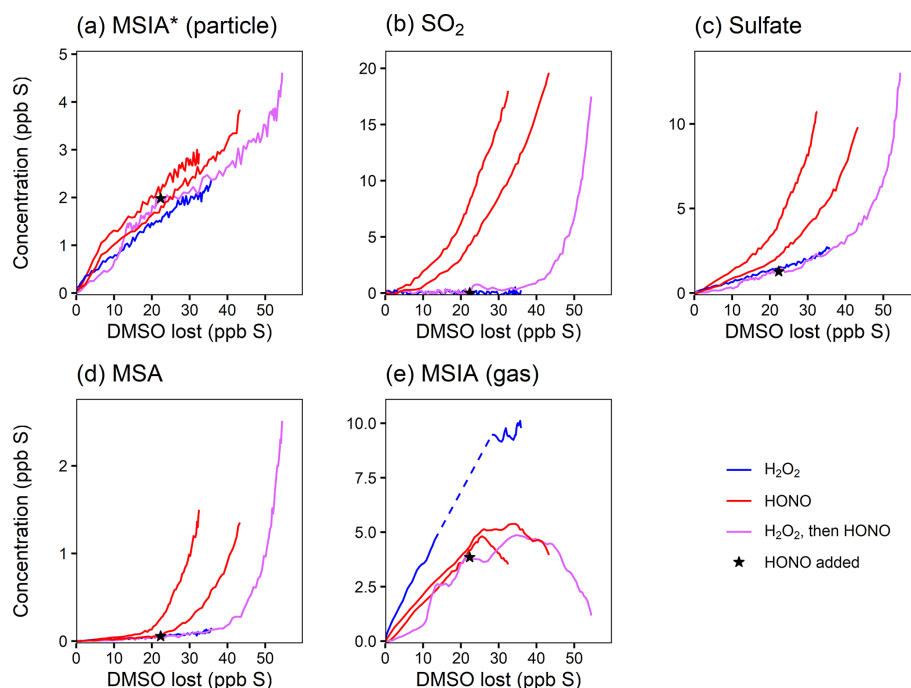 (a) MSIA* (particle)
(b) SO₂
(c) Sulfate
Concentration (ppb S)
5
4
3
2
1
0
0 10 20 30 40 50
DMSO lost (ppb S)
20
15
10
5
0
0 10 20 30 40 50
DMSO lost (ppb S)
10
5
0
0 10 20 30 40 50
DMSO lost (ppb S)
(d) MSA
(e) MSIA (gas)
Concentration (ppb S)
2
1
0
0 10 20 30 40 50
DMSO lost (ppb S)
10.0
7.5
5.0
2.5
0.0
0 10 20 30 40 50
DMSO lost (ppb S)
H₂O₂
HONO
H₂O₂, then HONO
HONO added